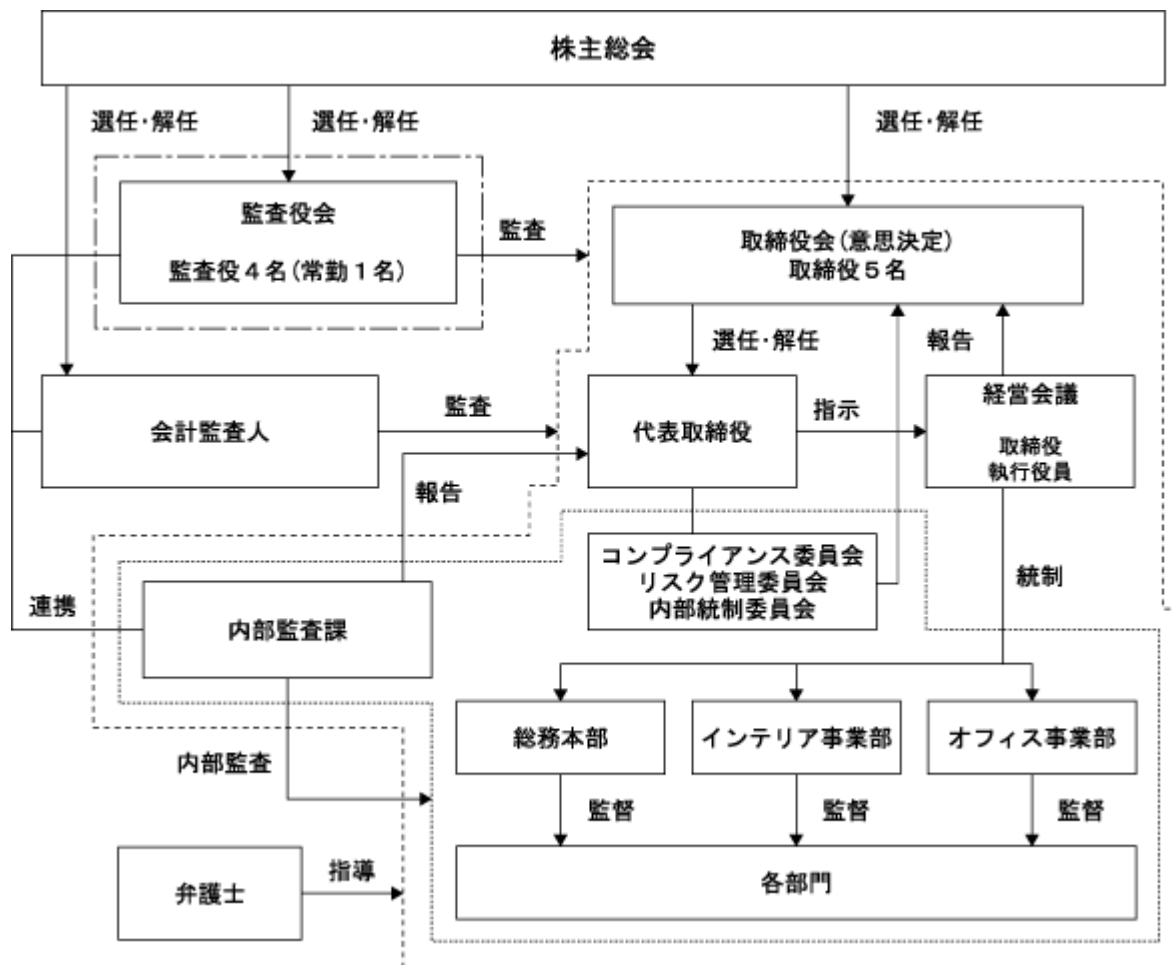 株主総会
選任・解任
選任・解任
選任・解任
監査役会
監査役4名(常勤1名)
監査
取締役会(意思決定)
取締役5名
選任・解任
報告
会計監査人
監査
代表取締役
指示
経営会議
取締役
執行役員
報告
コンプライアンス委員会
リスク管理委員会
内部統制委員会
統制
連携
内部監査課
総務本部
インテリア事業部
オフィス事業部
内部監査
監督
監督
監督
弁護士
指導
各部門